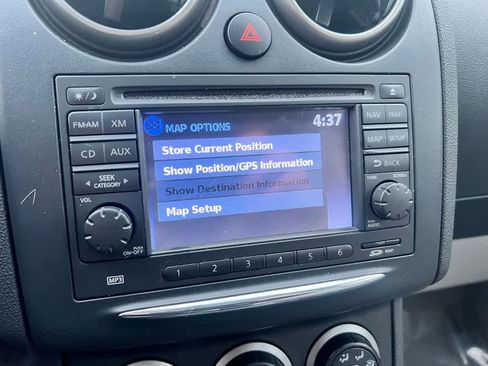 MAP OPTIONS 4:37
Store Current Position
Show Position/GPS Information
Show Destination Information
Map Setup
FM•AM XM
CD AUX
SEEK
CATEGORY
VOL
PUSH
ON•OFF
MP3
1 2 3 4 5 6
NAV TRAF
MAP SETUP
BACK
TUNE SCROLL
AUDIO
MAP